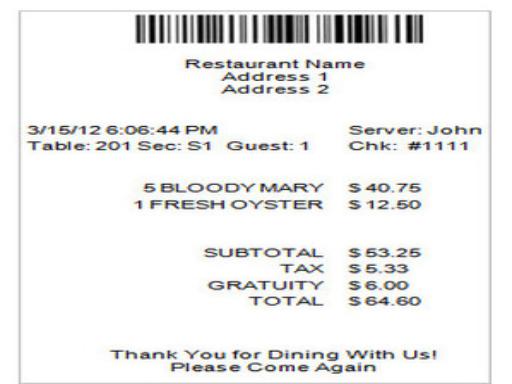 Restaurant Name
Address 1
Address 2
3/15/12 6:06:44 PM Server: John
Table: 201 Sec: S1 Guest: 1 Chk: #1111
5 BLOODY MARY $ 40.75
1 FRESH OYSTER $ 12.50
SUBTOTAL $ 53.25
TAX $ 5.33
GRATUITY $ 6.00
TOTAL $ 64.60
Thank You for Dining With Us!
Please Come Again